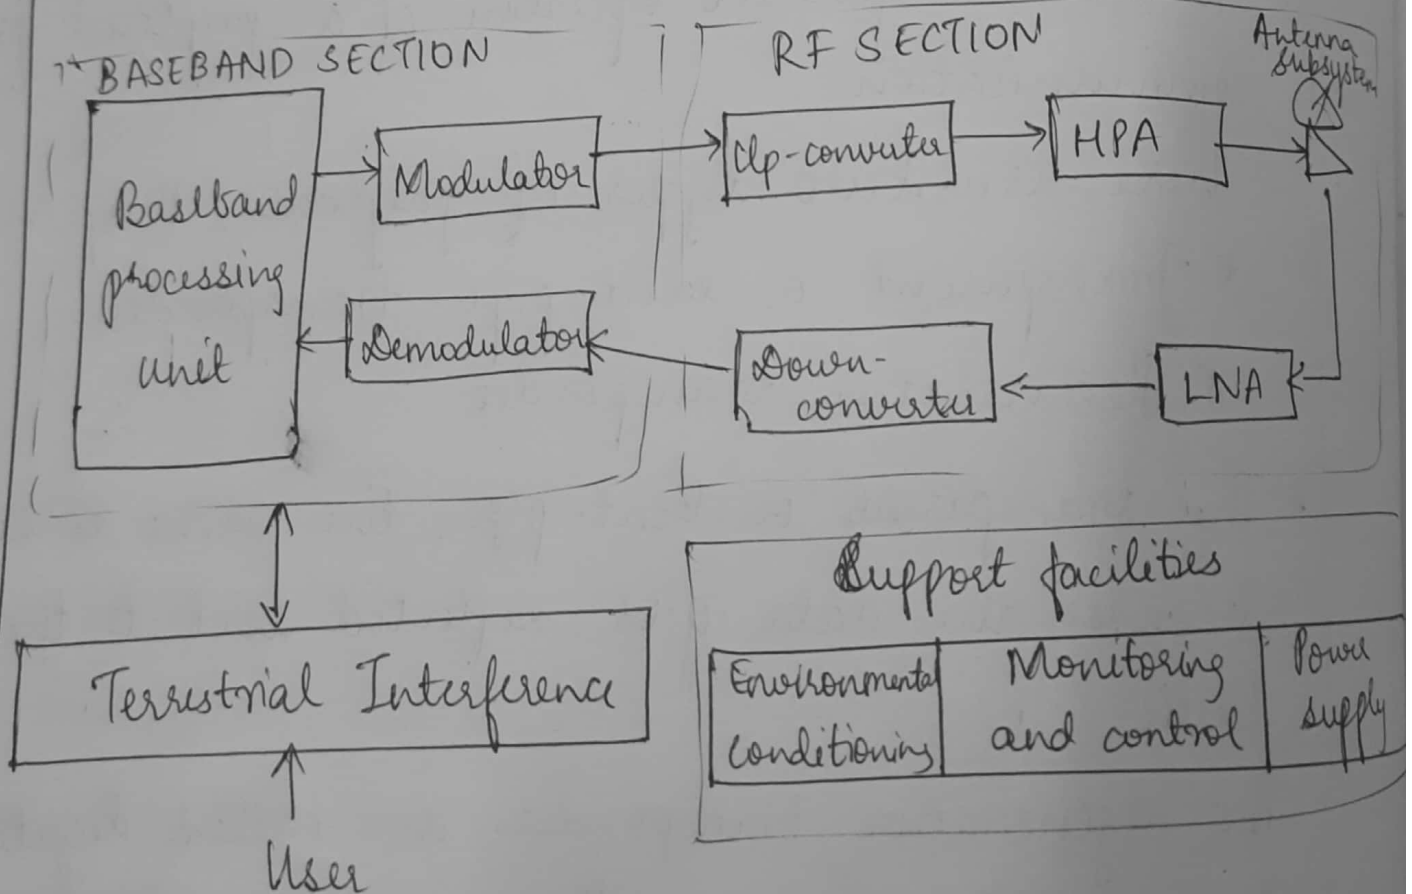 BASEBAND SECTION
RF SECTION
Antenna
subsystem
Baseband
processing
unit
Modulator
Up-converter
HPA
Demodulator
Down-
converter
LNA
Support facilities
Environmental
conditioning
Monitoring
and control
Power
supply
Terrestrial Interference
User